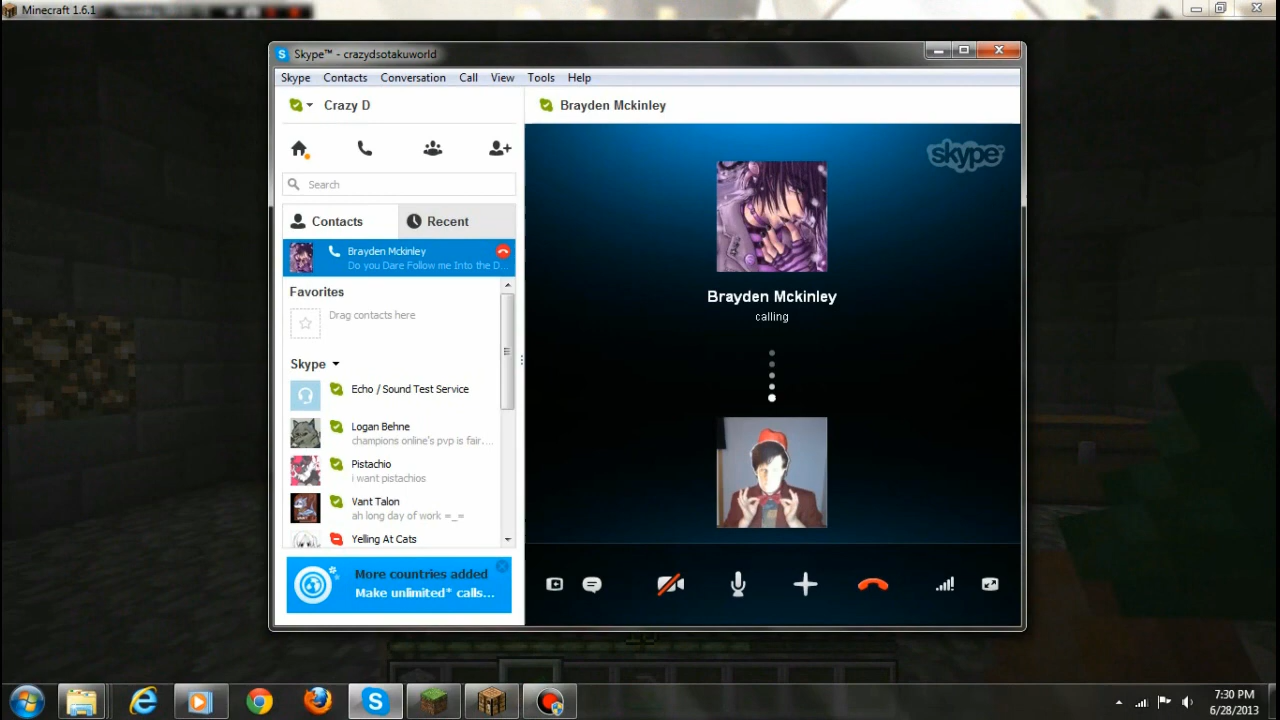 Minecraft 1.6.1
Skype™ - crazydsotakuworld
Skype Contacts Conversation Call View Tools Help
Crazy D
Brayden Mckinley
skype
Search
Contacts Recent
Brayden Mckinley
Do you Dare Follow me Into the D...
Brayden Mckinley
calling
Favorites
Drag contacts here
Skype
Echo / Sound Test Service
Logan Behne
champions online's pvp is fair....
Pistachio
i want pistachios
Vant Talon
ah long day of work =_=
Yelling At Cats
More countries added
Make unlimited* calls...
7:30 PM
6/28/2013